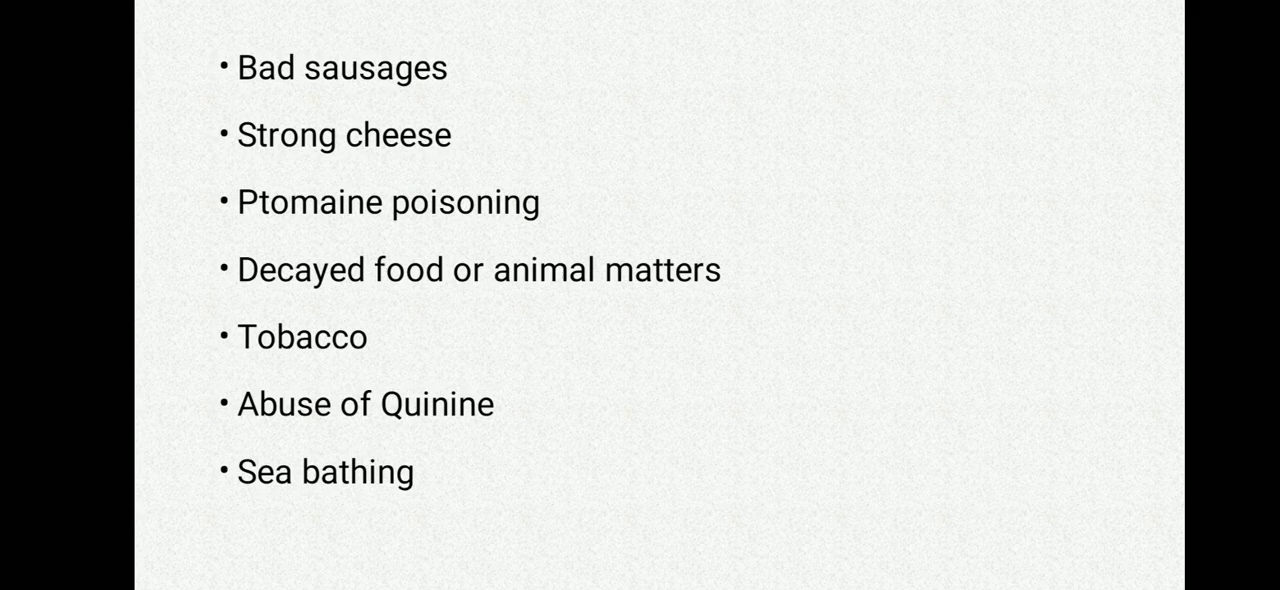 • Bad sausages
• Strong cheese
• Ptomaine poisoning
• Decayed food or animal matters
• Tobacco
• Abuse of Quinine
• Sea bathing